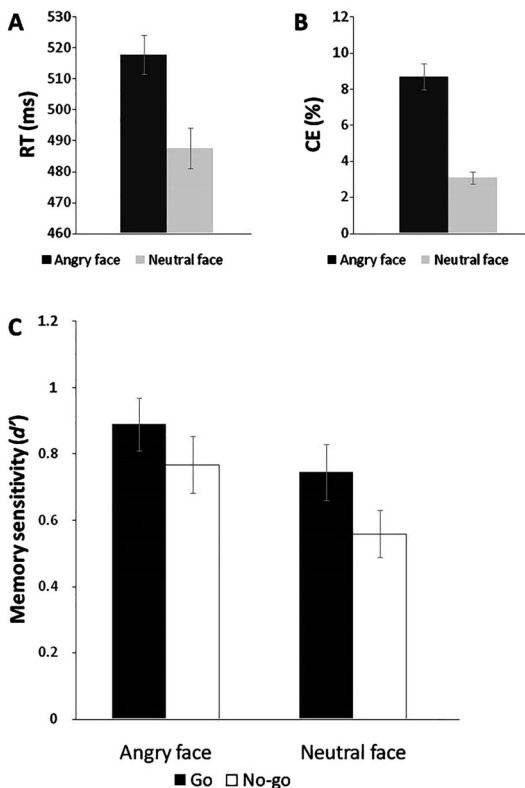 A
RT (ms)
530
520
510
500
490
480
470
460
Angry face Neutral face
B
CE (%)
12
10
8
6
4
2
0
Angry face Neutral face
C
Memory sensitivity (d′)
1.2
1
0.8
0.6
0.4
0.2
0
Angry face Neutral face
Go No-go